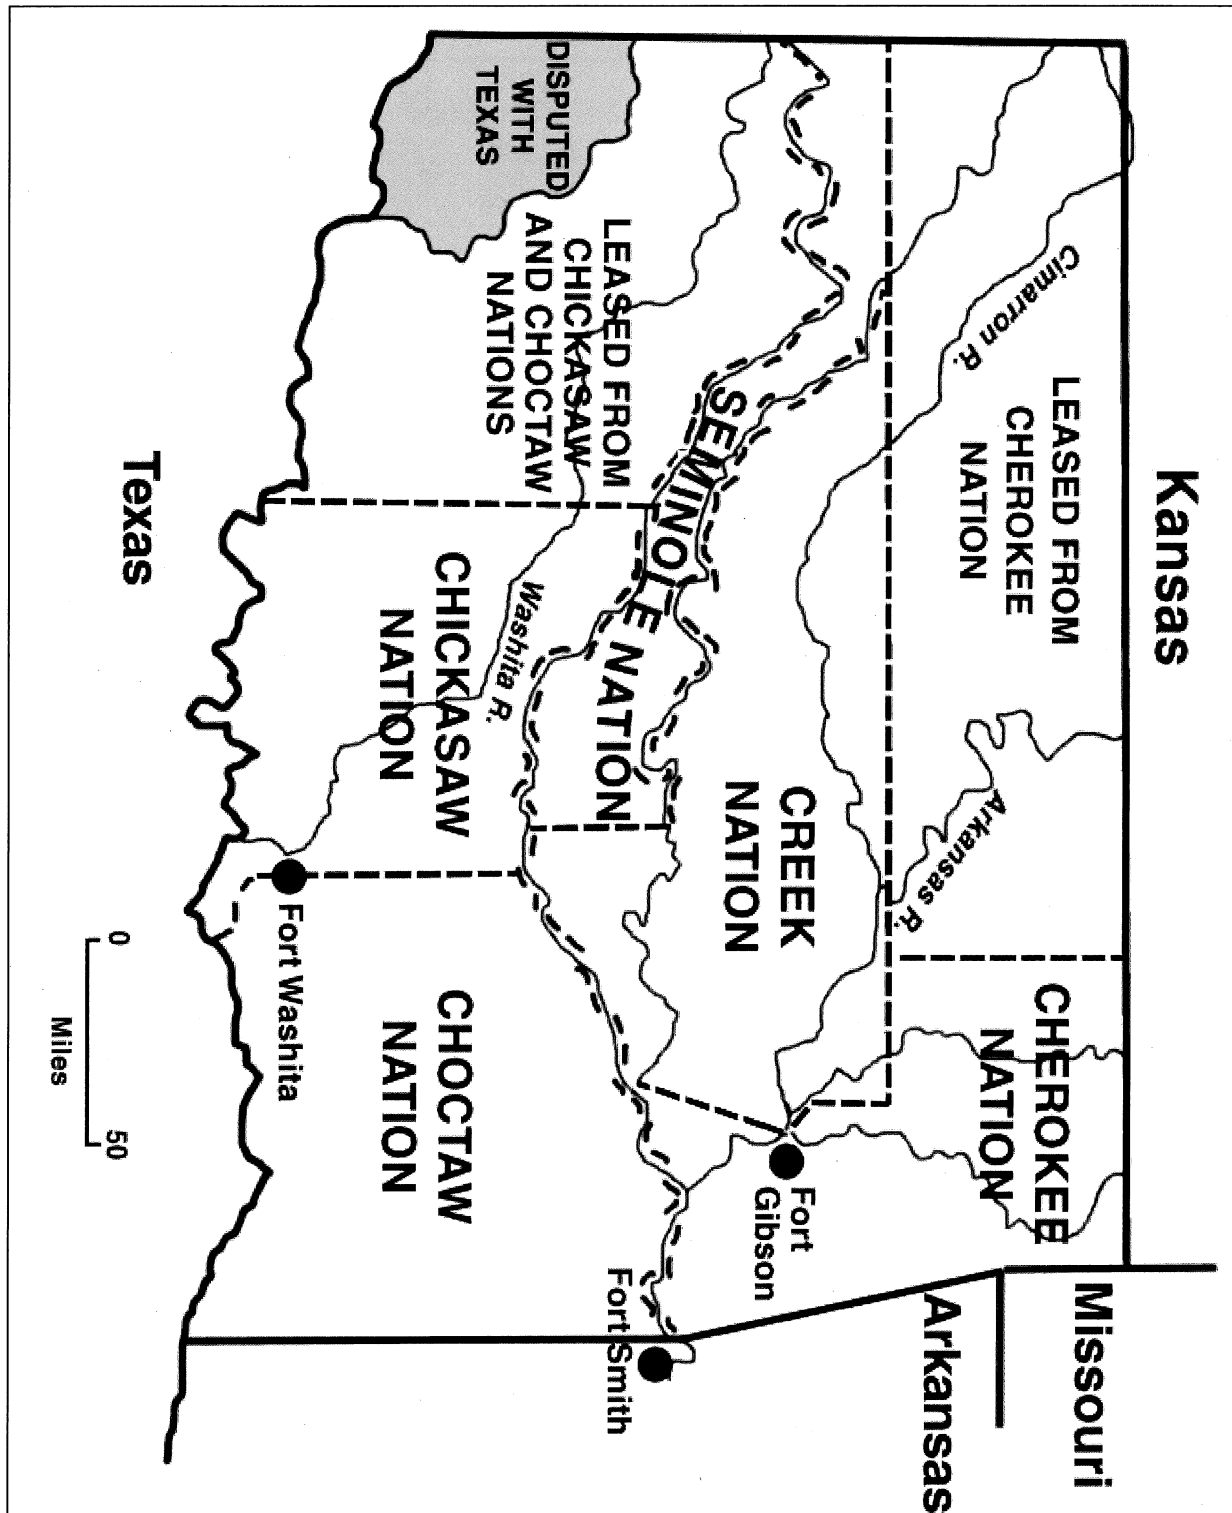 Kansas
Missouri
Arkansas
Cimarron R.
LEASED FROM
CHEROKEE
NATION
Arkansas R.
CHEROKEE
NATION
CREEK
NATION
Fort
Gibson
SEMINOLE NATION
DISPUTED
WITH
TEXAS
LEASED FROM
CHICKASAW
AND CHOCTAW
NATIONS
Washita R.
CHICKASAW
NATION
CHOCTAW
NATION
Fort Smith
Fort Washita
Texas
0 50
Miles